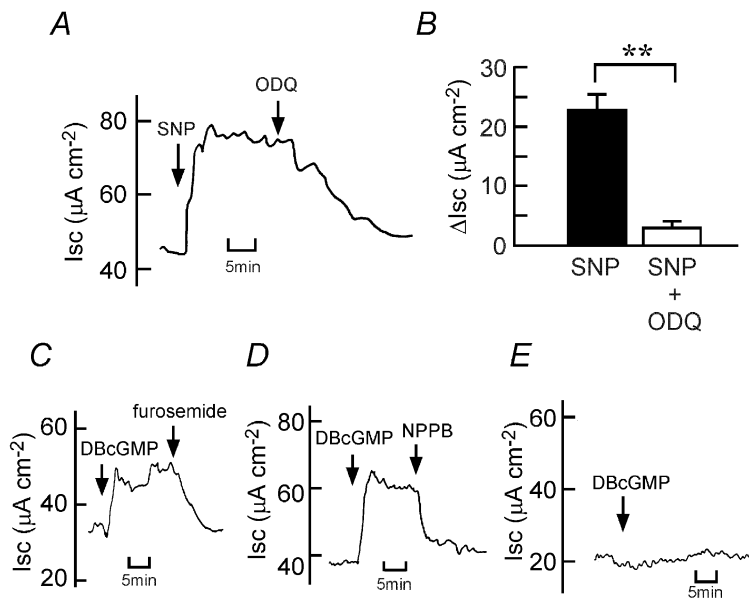 A
Isc (µA cm-2)
80
60
40
SNP
ODQ
5min
B
ΔIsc (µA cm-2)
30
20
10
0
**
SNP
SNP
+
ODQ
C
Isc (µA cm-2)
60
40
20
DBcGMP
furosemide
5min
D
Isc (µA cm-2)
80
60
40
DBcGMP
NPPB
5min
E
Isc (µA cm-2)
60
40
20
DBcGMP
5min